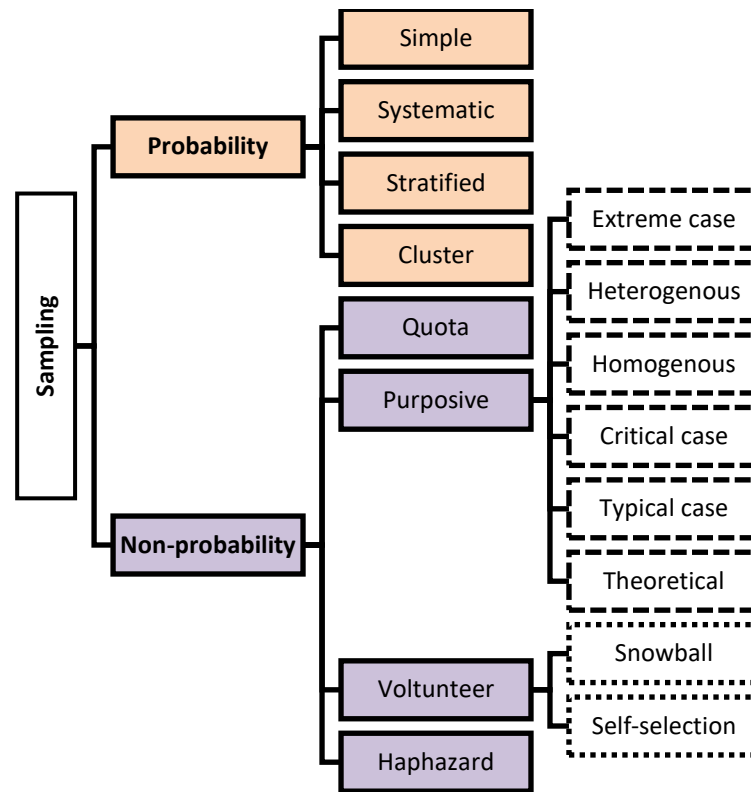 Sampling
Probability
Simple
Systematic
Stratified
Cluster
Non-probability
Quota
Purposive
Extreme case
Heterogenous
Homogenous
Critical case
Typical case
Theoretical
Voltunteer
Snowball
Self-selection
Haphazard